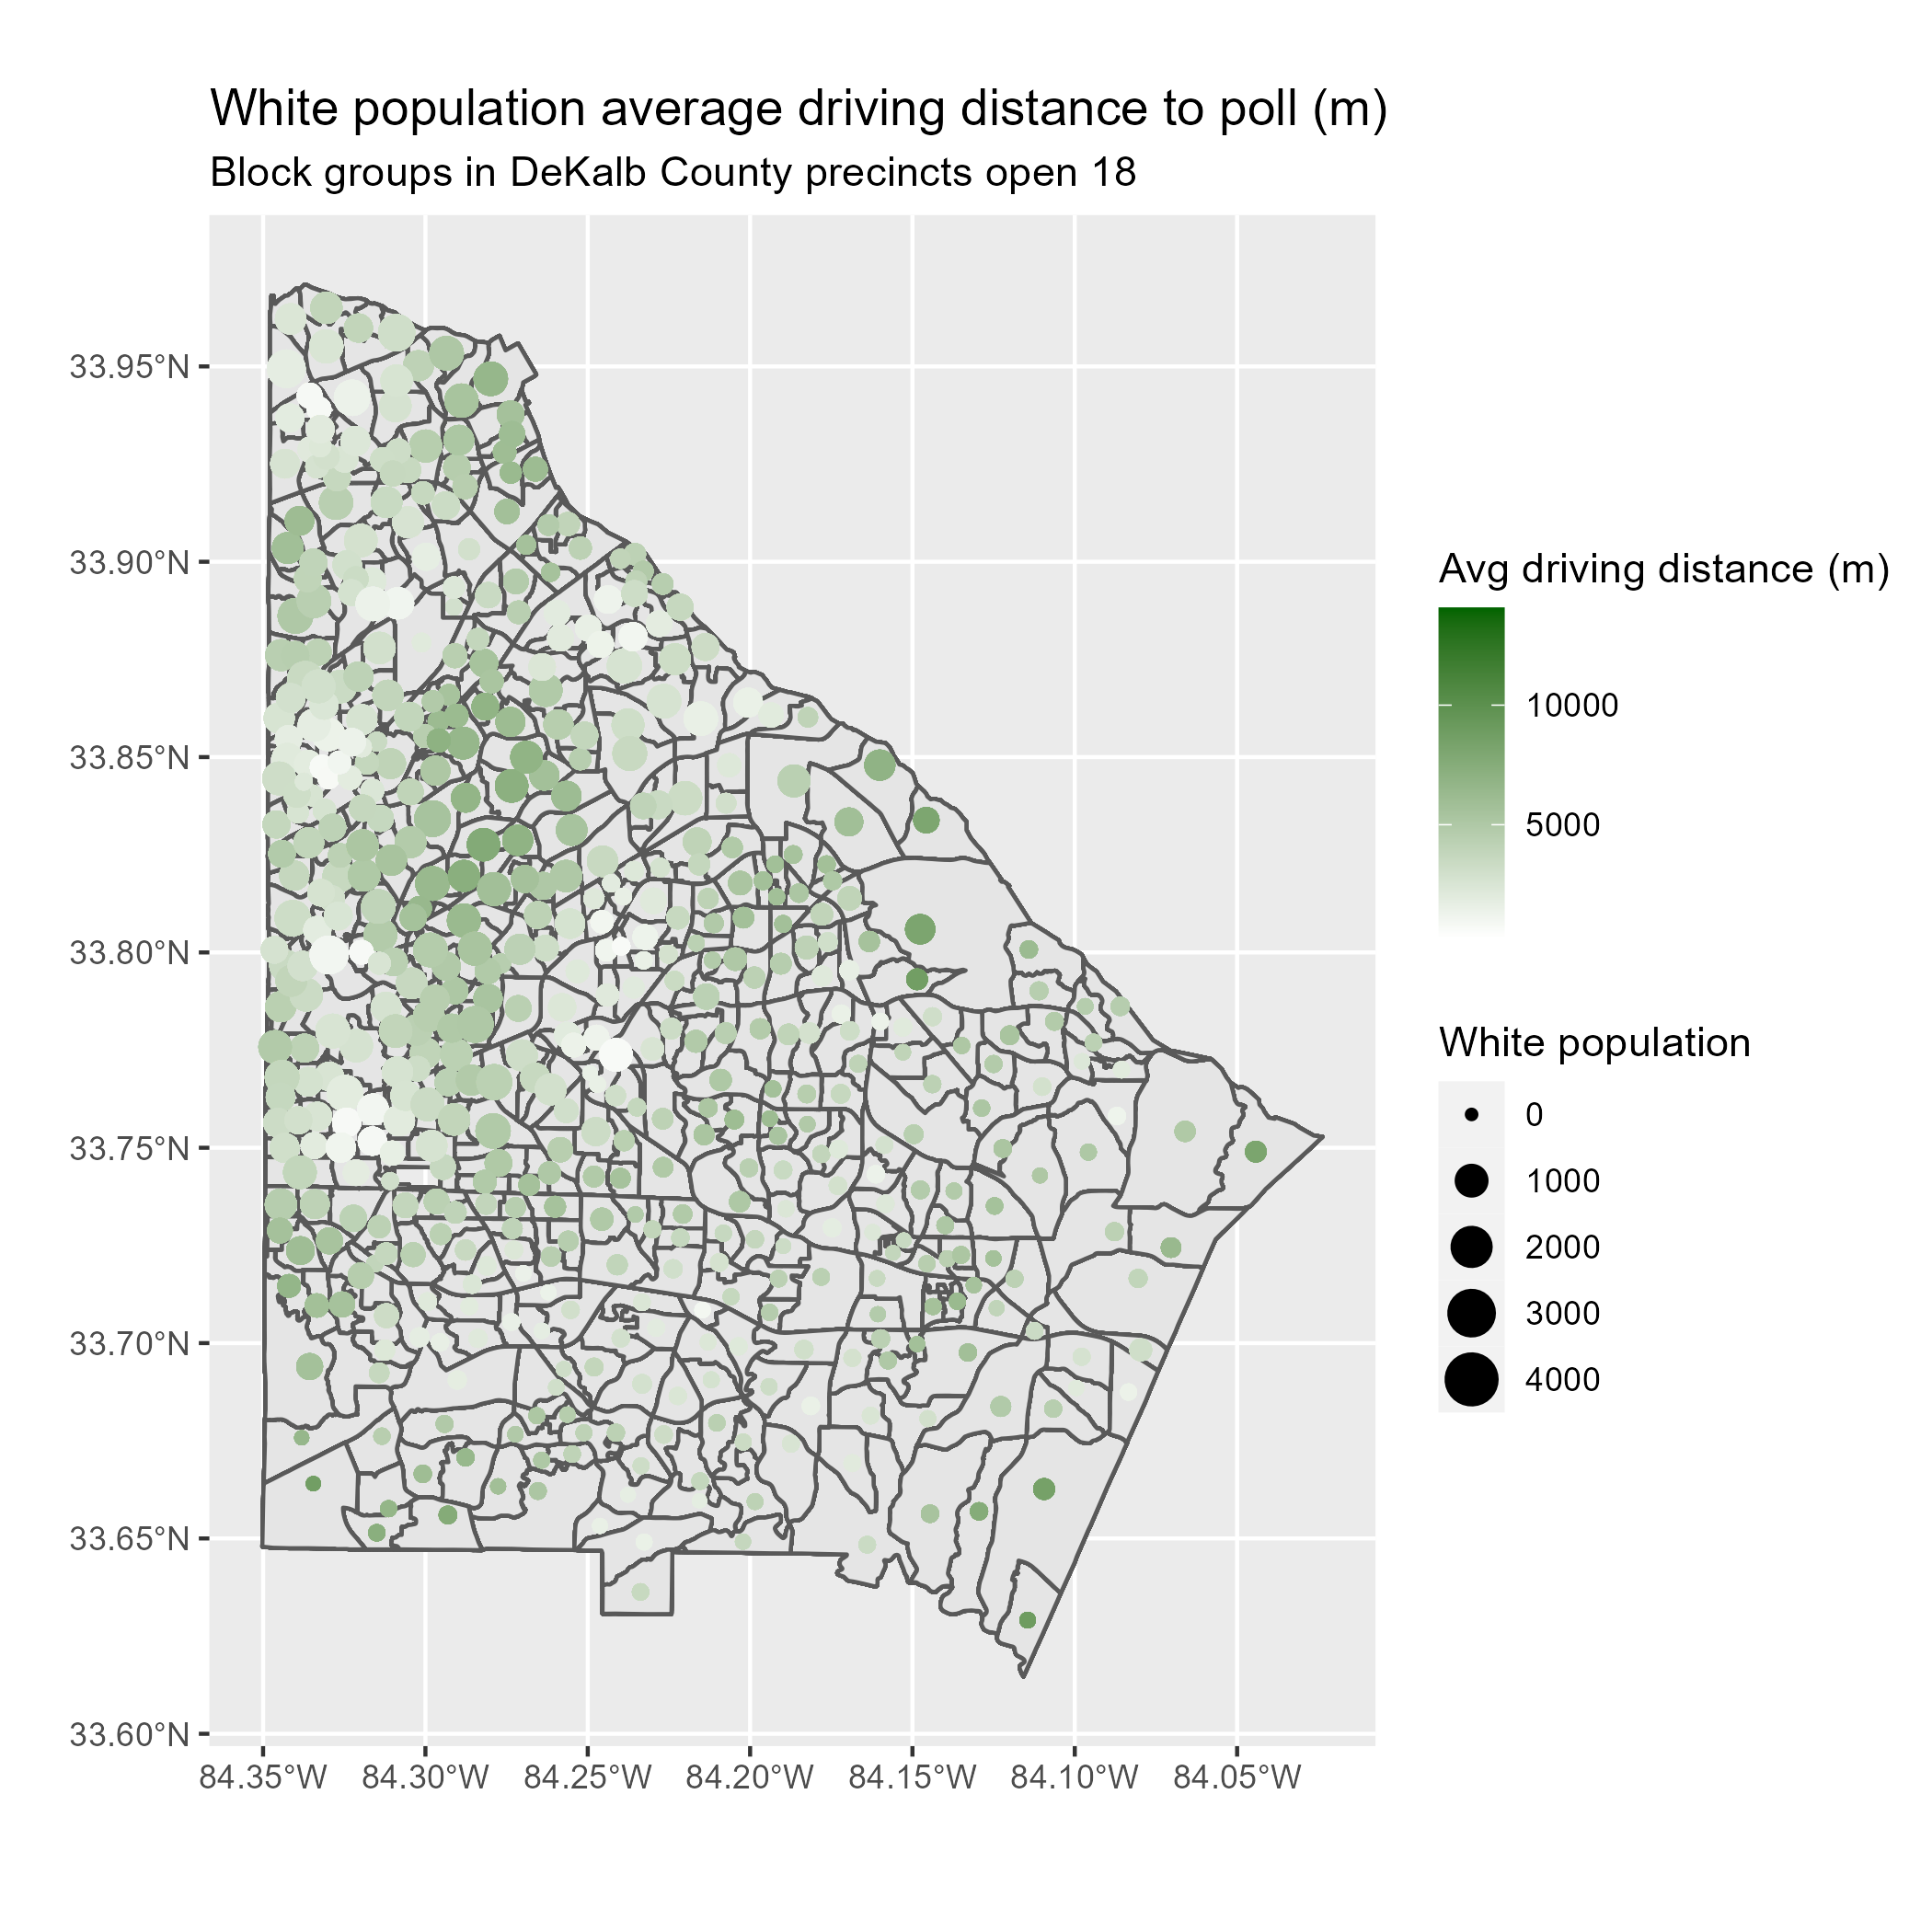 White population average driving distance to poll (m)
Block groups in DeKalb County precincts open 18
33.95°N
33.90°N
33.85°N
33.80°N
33.75°N
33.70°N
33.65°N
33.60°N
84.35°W
84.30°W
84.25°W
84.20°W
84.15°W
84.10°W
84.05°W
Avg driving distance (m)
10000
5000
White population
0
1000
2000
3000
4000